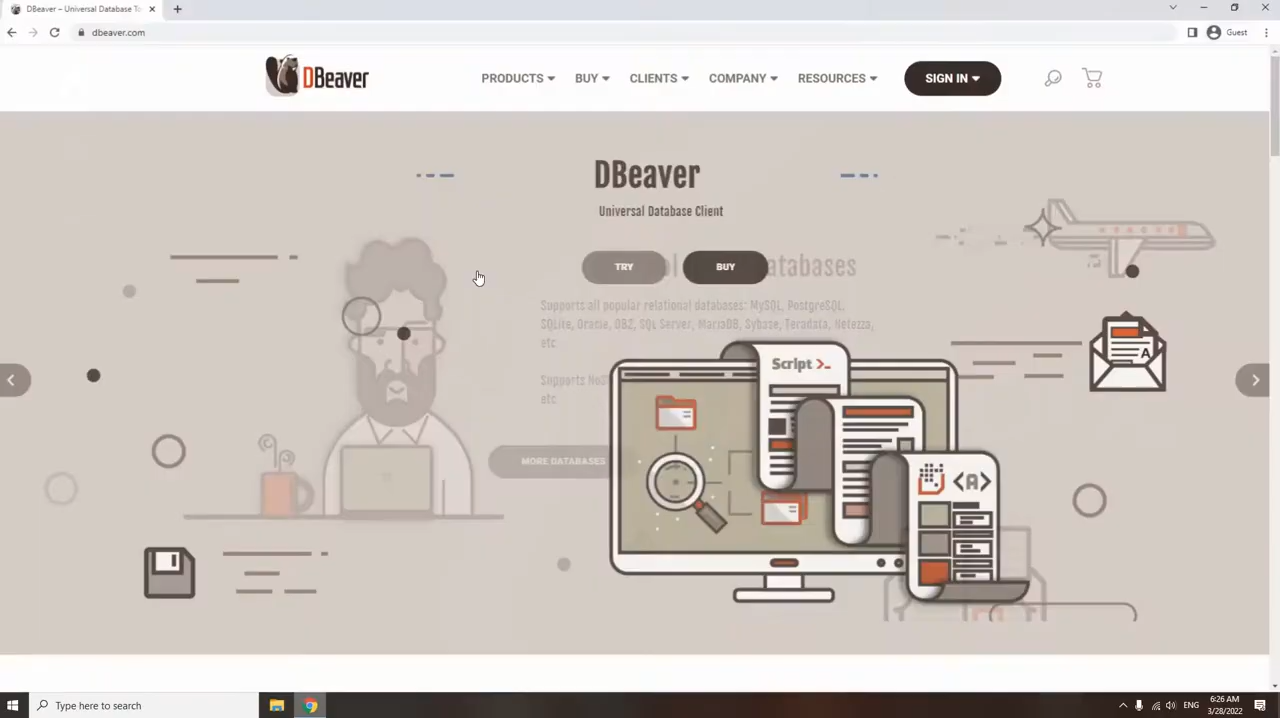 DBeaver – Universal Database To
dbeaver.com
Guest
DBeaver
PRODUCTS
BUY
CLIENTS
COMPANY
RESOURCES
SIGN IN
DBeaver
Universal Database Client
TRY
BUY
atabases
Supports all popular relational databases: MySQL, PostgreSQL,
SQLite, Oracle, DB2, SQL Server, MariaDB, Sybase, Teradata, Netezza,
etc.
Supports
etc.
MORE DATABASES
Script >_
A
<A>
Type here to search
ENG
6:26 AM
3/28/2022